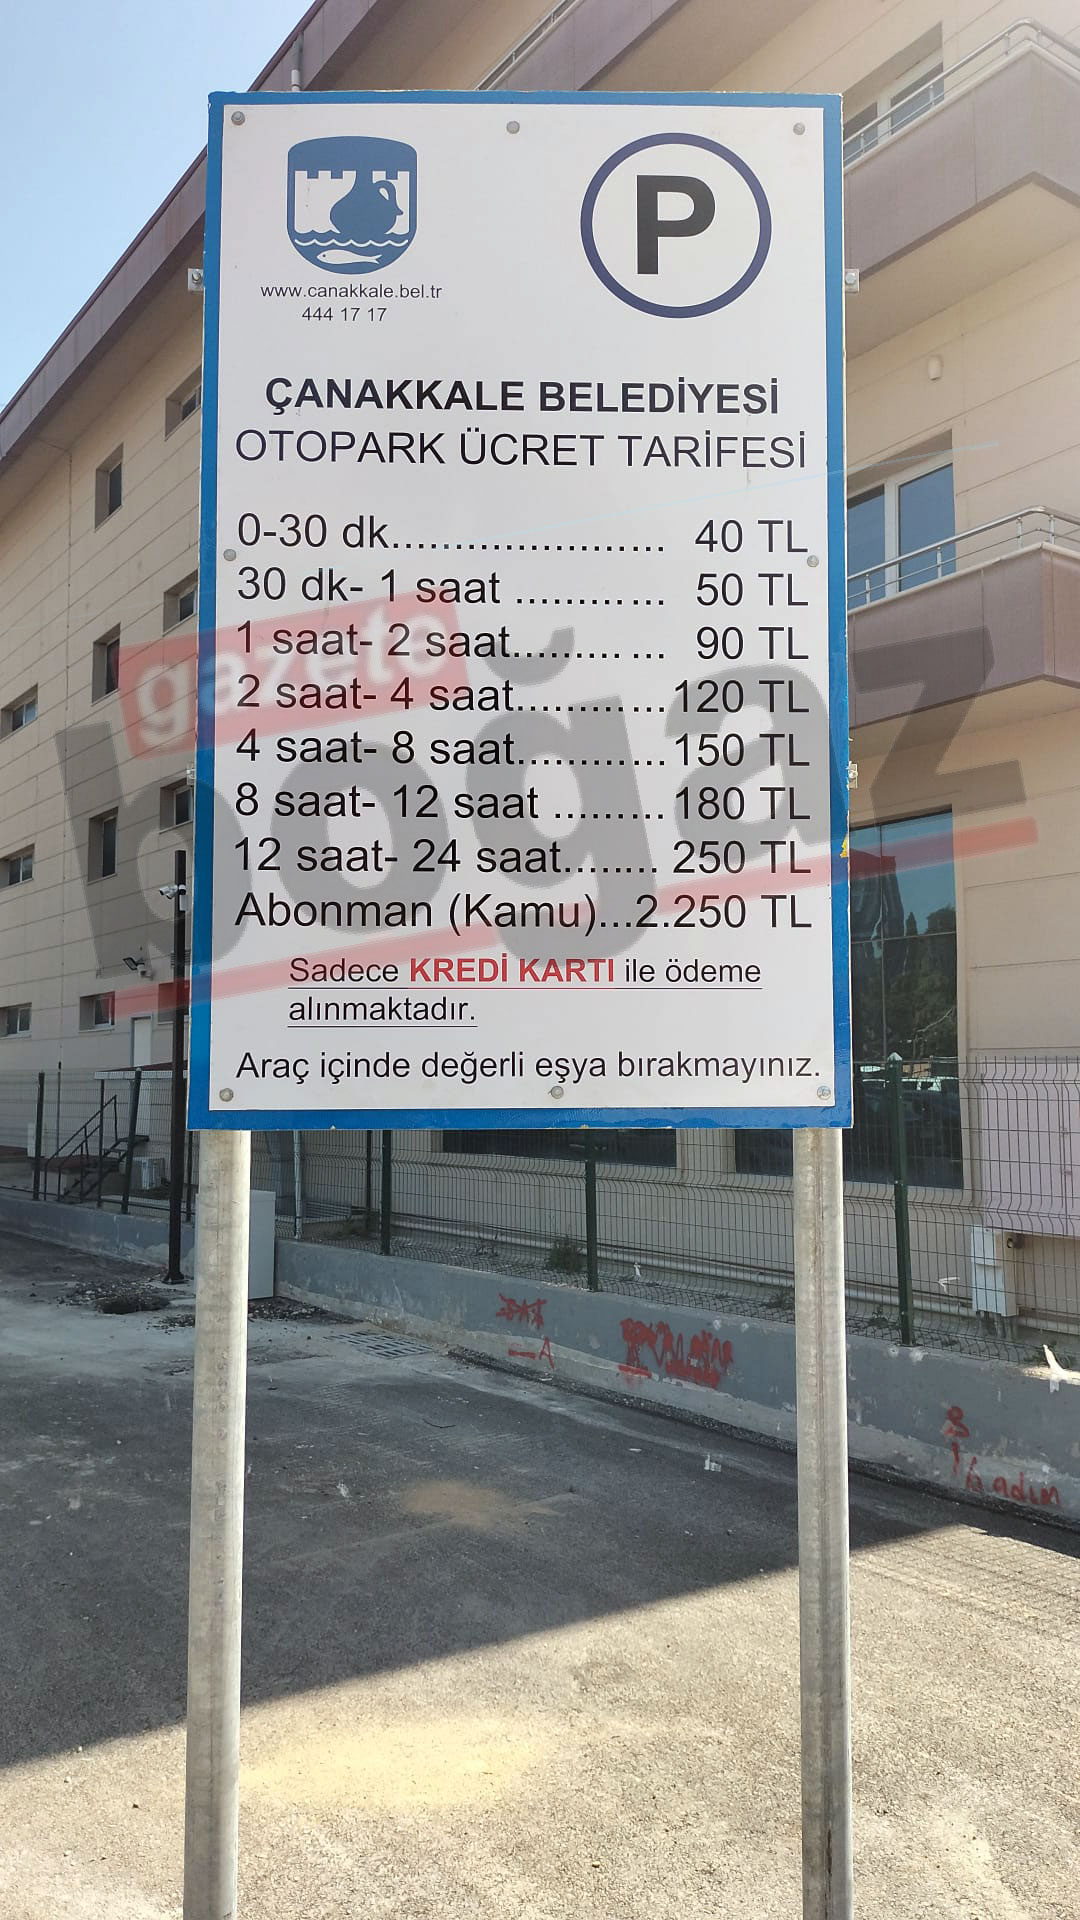 P
www.canakkale.bel.tr
444 17 17
ÇANAKKALE BELEDİYESİ
OTOPARK ÜCRET TARİFESİ
0-30 dk...................... 40 TL
30 dk- 1 saat ............ 50 TL
1 saat- 2 saat............ 90 TL
2 saat- 4 saat............120 TL
4 saat- 8 saat............150 TL
8 saat- 12 saat ......... 180 TL
12 saat- 24 saat........ 250 TL
Abonman (Kamu)...2.250 TL
Sadece KREDİ KARTI ile ödeme
alınmaktadır.
Araç içinde değerli eşya bırakmayınız.
gazete
boğaz
adım